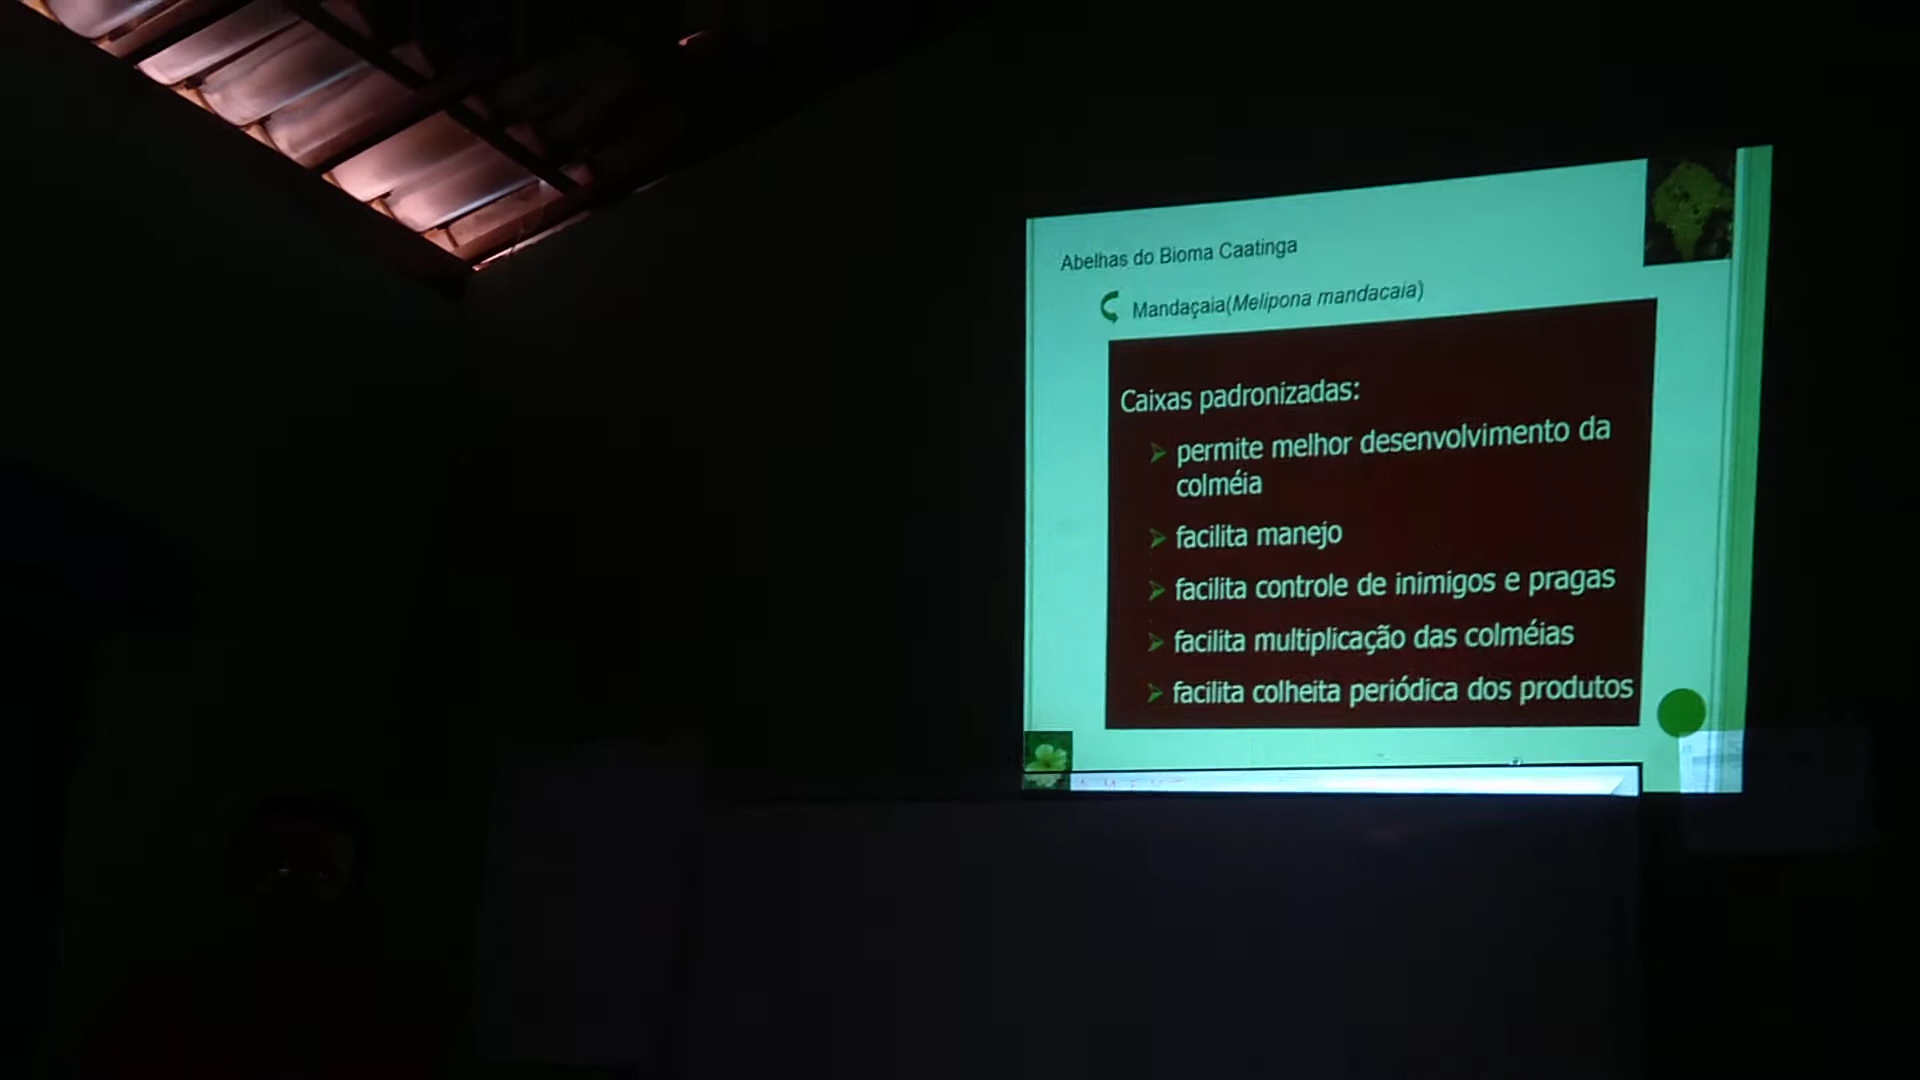 Abelhas do Bioma Caatinga
Mandaçaia(Melipona mandacaia)
Caixas padronizadas:
permite melhor desenvolvimento da
colméia
facilita manejo
facilita controle de inimigos e pragas
facilita multiplicação das colméias
facilita colheita periódica dos produtos